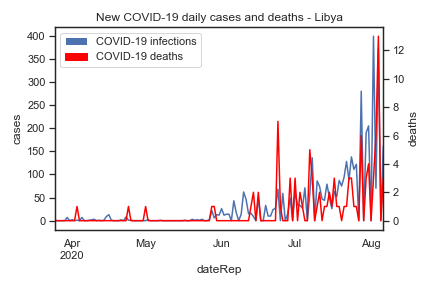 New COVID-19 daily cases and deaths - Libya
COVID-19 infections
COVID-19 deaths
400
350
300
250
200
150
100
50
0
cases
12
10
8
6
4
2
0
deaths
Apr
2020
May
Jun
Jul
Aug
dateRep